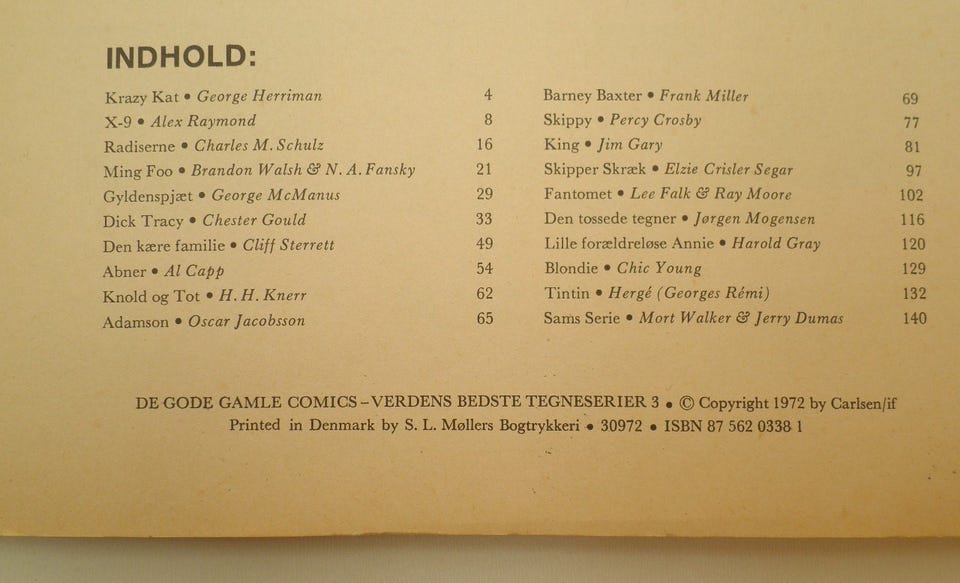 INDHOLD:
Krazy Kat • George Herriman 4
X-9 • Alex Raymond 8
Radiserne • Charles M. Schulz 16
Ming Foo • Brandon Walsh & N. A. Fansky 21
Gyldenspjæt • George McManus 29
Dick Tracy • Chester Gould 33
Den kære familie • Cliff Sterrett 49
Abner • Al Capp 54
Knold og Tot • H. H. Knerr 62
Adamson • Oscar Jacobsson 65
Barney Baxter • Frank Miller 69
Skippy • Percy Crosby 77
King • Jim Gary 81
Skipper Skræk • Elzie Crisler Segar 97
Fantomet • Lee Falk & Ray Moore 102
Den tossede tegner • Jørgen Mogensen 116
Lille forældreløse Annie • Harold Gray 120
Blondie • Chic Young 129
Tintin • Hergé (Georges Rémi) 132
Sams Serie • Mort Walker & Jerry Dumas 140
DE GODE GAMLE COMICS – VERDENS BEDSTE TEGNESERIER 3 • © Copyright 1972 by Carlsen/if
Printed in Denmark by S. L. Møllers Bogtrykkeri • 30972 • ISBN 87 562 0338 1